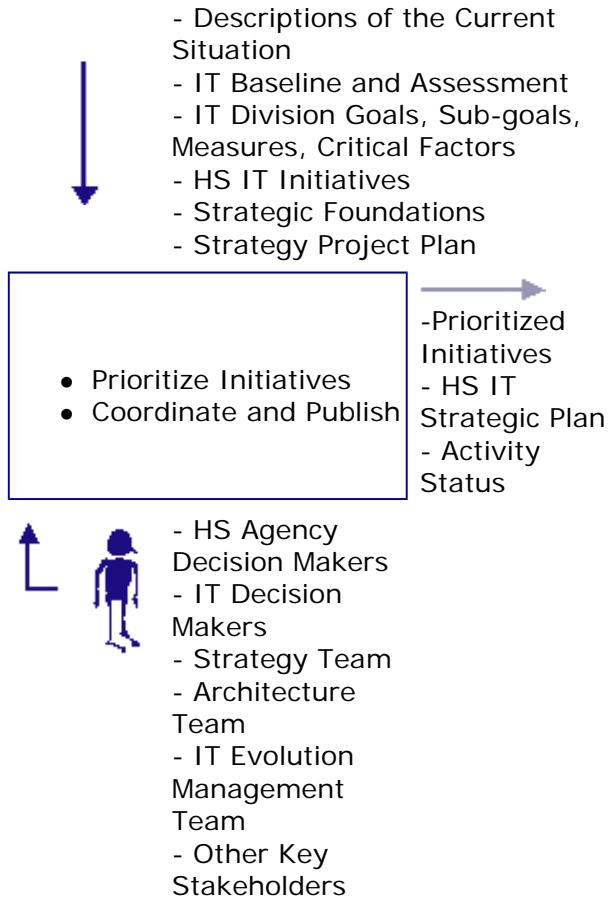 - Descriptions of the Current
Situation
- IT Baseline and Assessment
- IT Division Goals, Sub-goals,
Measures, Critical Factors
- HS IT Initiatives
- Strategic Foundations
- Strategy Project Plan
● Prioritize Initiatives
● Coordinate and Publish
-Prioritized
Initiatives
- HS IT
Strategic Plan
- Activity
Status
- HS Agency
Decision Makers
- IT Decision
Makers
- Strategy Team
- Architecture
Team
- IT Evolution
Management
Team
- Other Key
Stakeholders